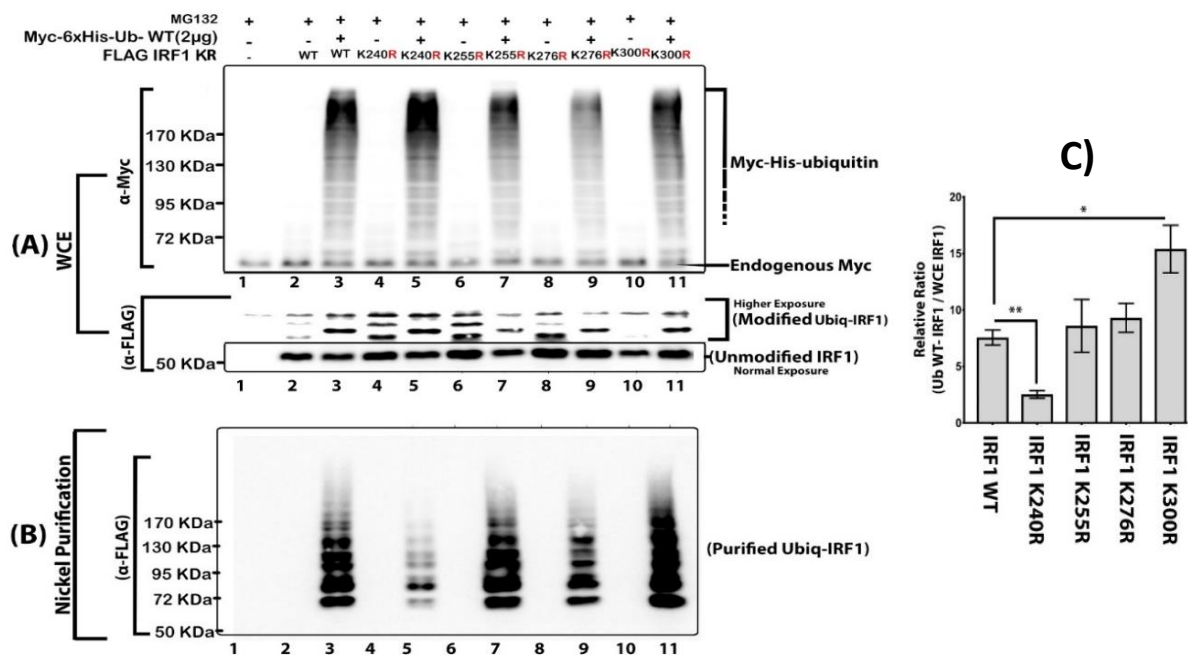 MG132 + + + + + + + + + + +
Myc-6xHis-Ub- WT(2µg) - - + - + - + - + - +
FLAG IRF1 KR - WT WT K240R K240R K255R K255R K276R K276R K300R K300R
(A)
WCE
α-Myc
170 KDa
130 KDa
95 KDa
72 KDa
Myc-His-ubiquitin
Endogenous Myc
1 2 3 4 5 6 7 8 9 10 11
(α-FLAG)
Higher Exposure
(Modified Ubiq-IRF1)
50 KDa
(Unmodified IRF1)
Normal Exposure
1 2 3 4 5 6 7 8 9 10 11
(B)
Nickel Purification
(α-FLAG)
170 KDa
130 KDa
95 KDa
72 KDa
50 KDa
(Purified Ubiq-IRF1)
1 2 3 4 5 6 7 8 9 10 11
C)
Relative Ratio
(Ub WT- IRF1 / WCE IRF1)
20
15
10
5
0
*
**
IRF1 WT
IRF1 K240R
IRF1 K255R
IRF1 K276R
IRF1 K300R